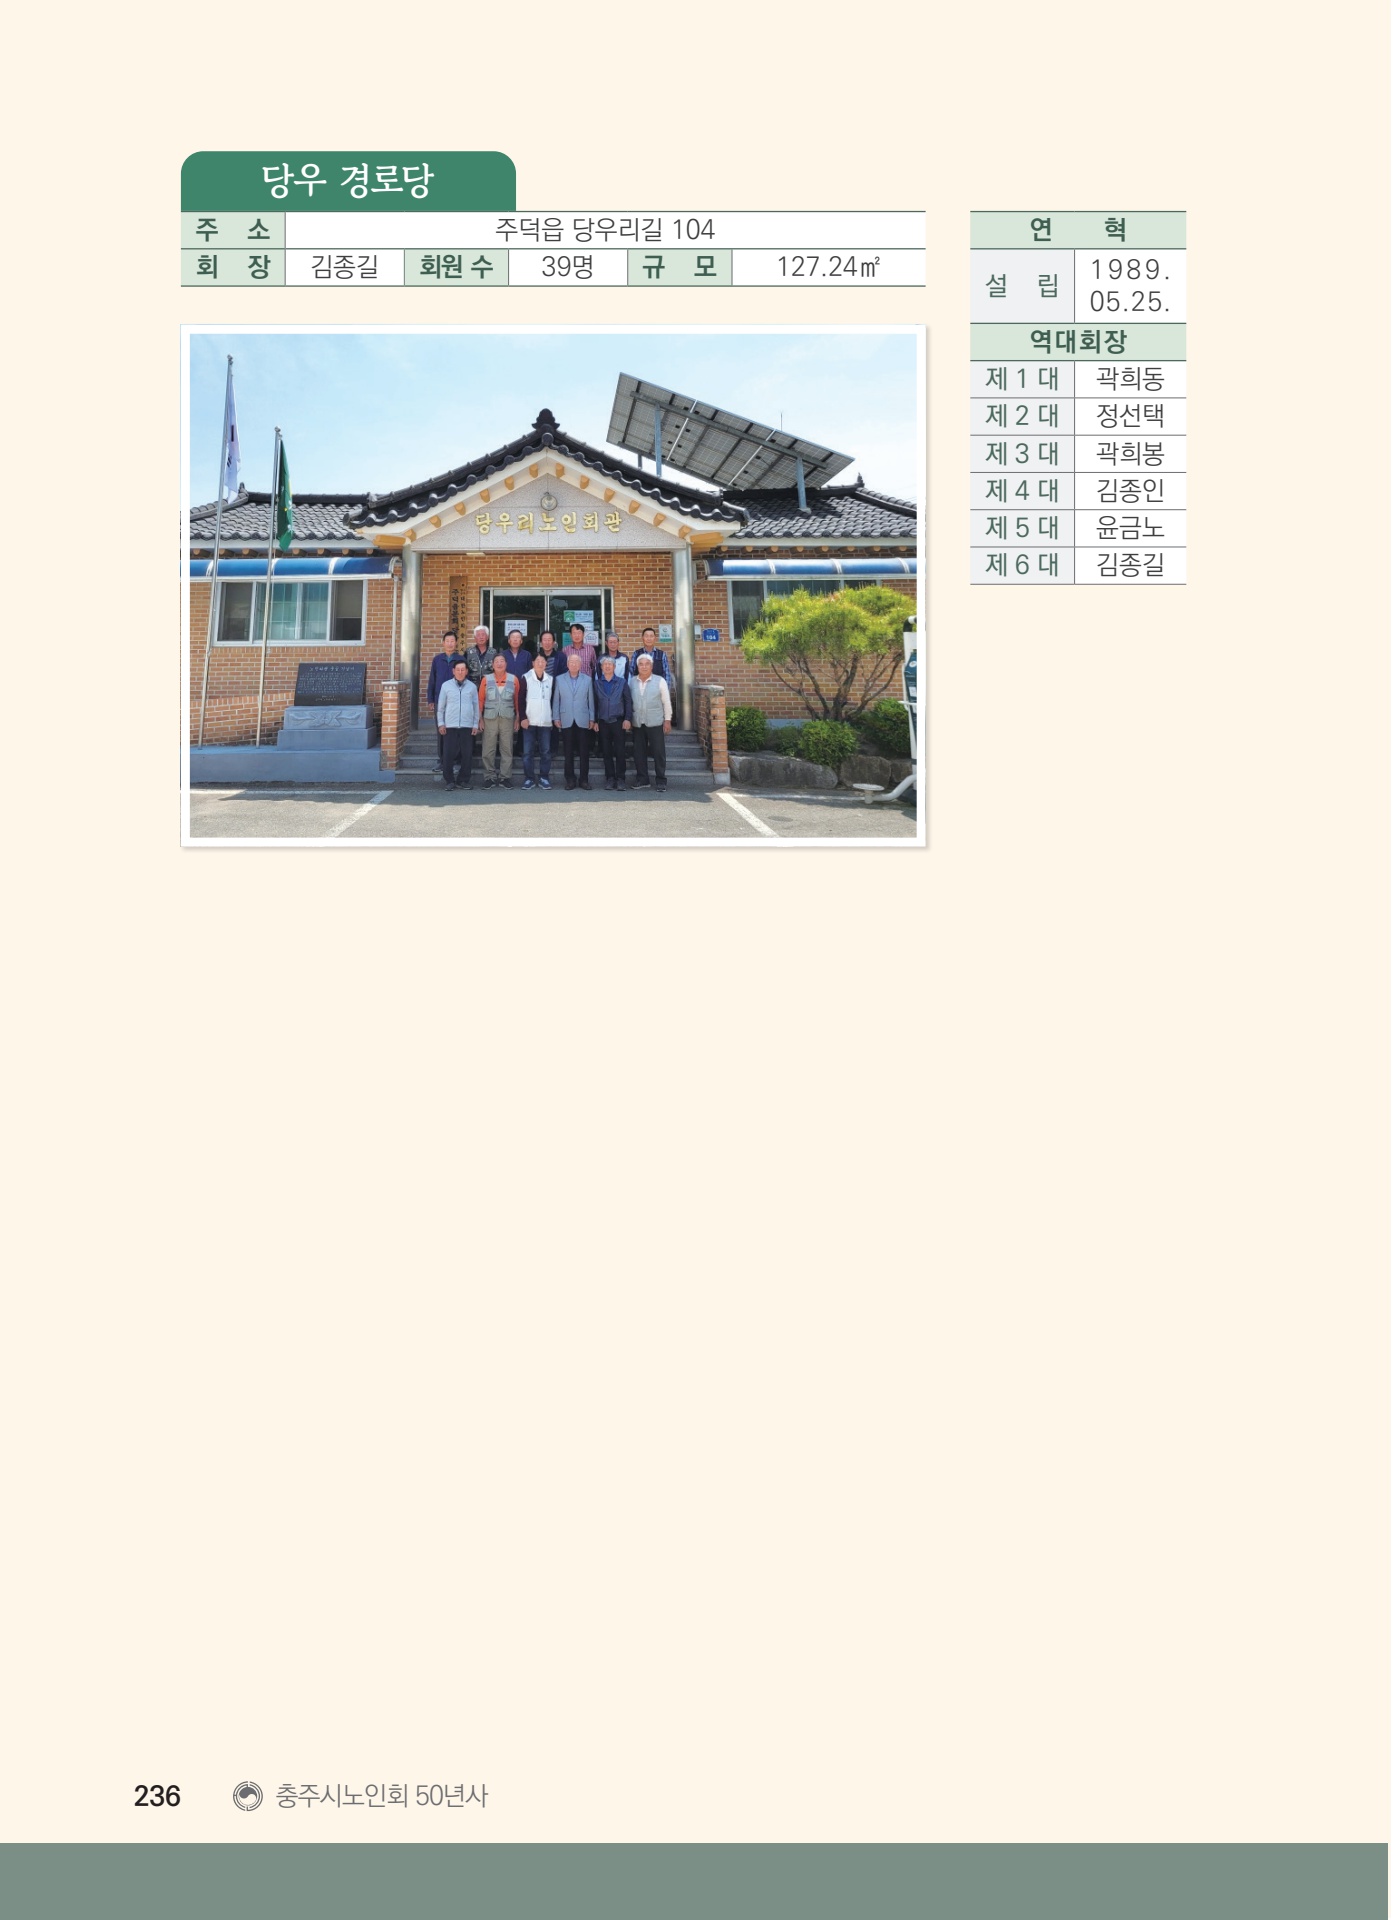 당우 경로당
주 소 주덕읍 당우리길 104
회 장 김종길 회원 수 39명 규 모 127.24㎡
연 혁
설 립 1989.
05.25.
역대회장
제 1 대 곽희동
제 2 대 정선택
제 3 대 곽희봉
제 4 대 김종인
제 5 대 윤금노
제 6 대 김종길
당우리노인회관
104
236 충주시노인회 50년사